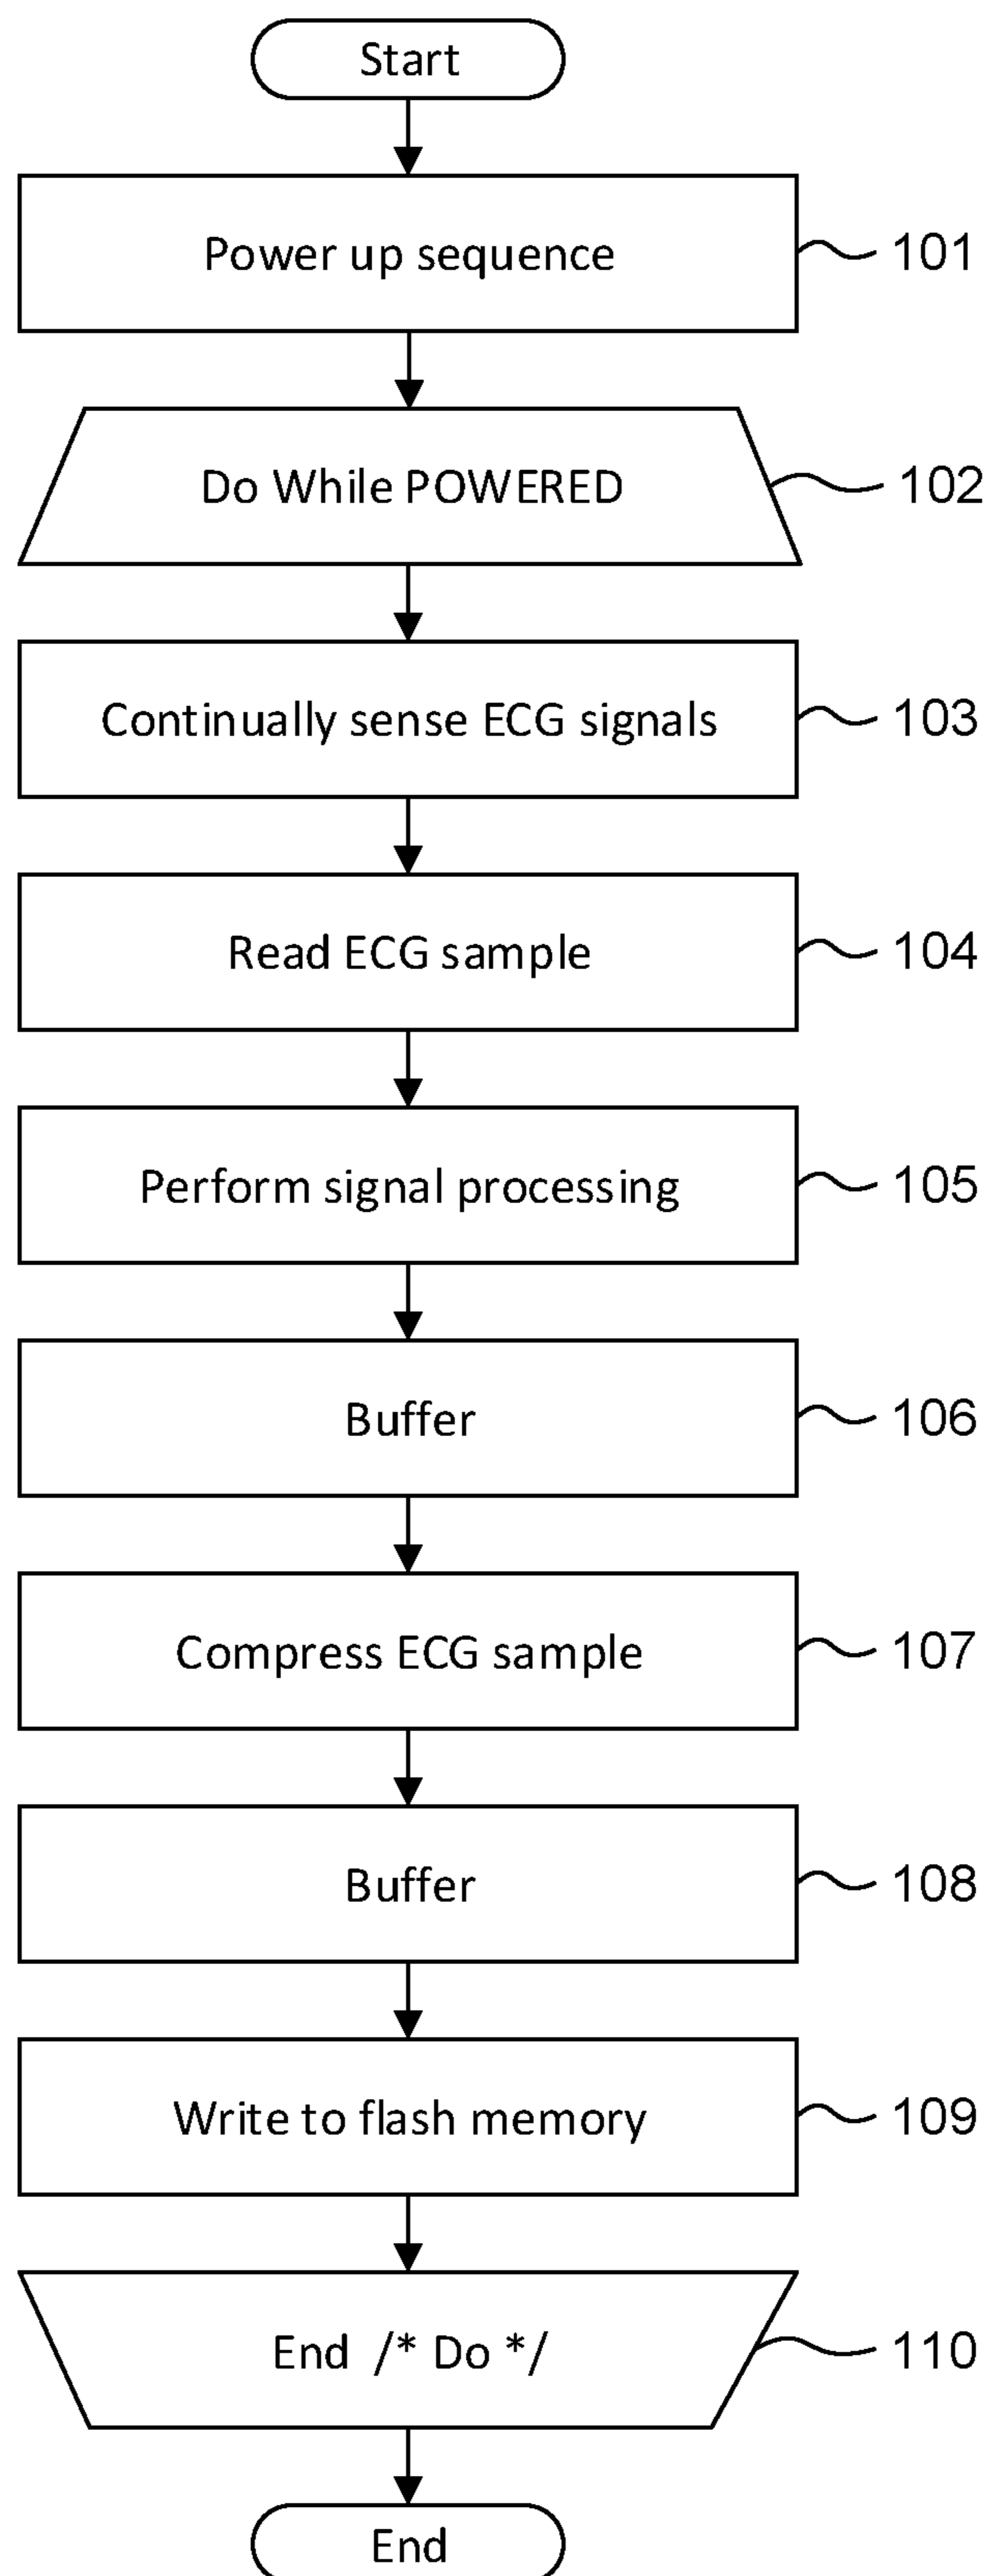 Start
Power up sequence 101
Do While POWERED 102
Continually sense ECG signals 103
Read ECG sample 104
Perform signal processing 105
Buffer 106
Compress ECG sample 107
Buffer 108
Write to flash memory 109
End /* Do */ 110
End